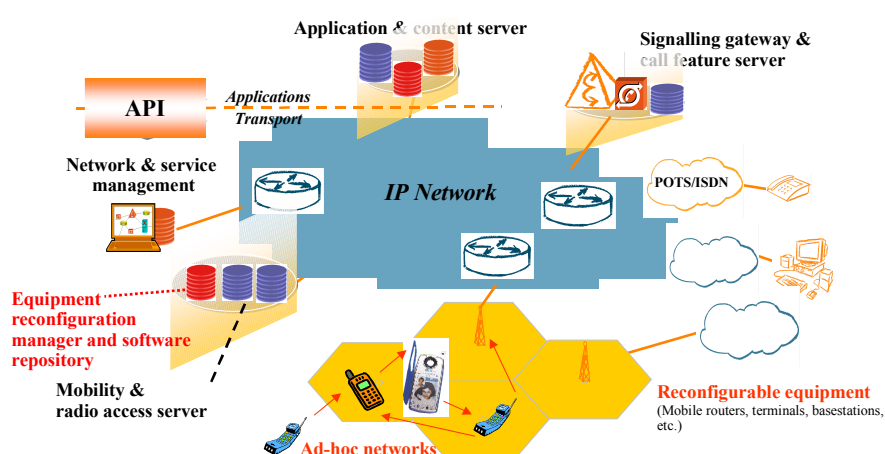 Application & content server
Signalling gateway &
call feature server
API
Applications
Transport
Network & service
management
IP Network
POTS/ISDN
Equipment
reconfiguration
manager and software
repository
Mobility &
radio access server
Reconfigurable equipment
(Mobile routers, terminals, basestations,
etc.)
Ad-hoc networks